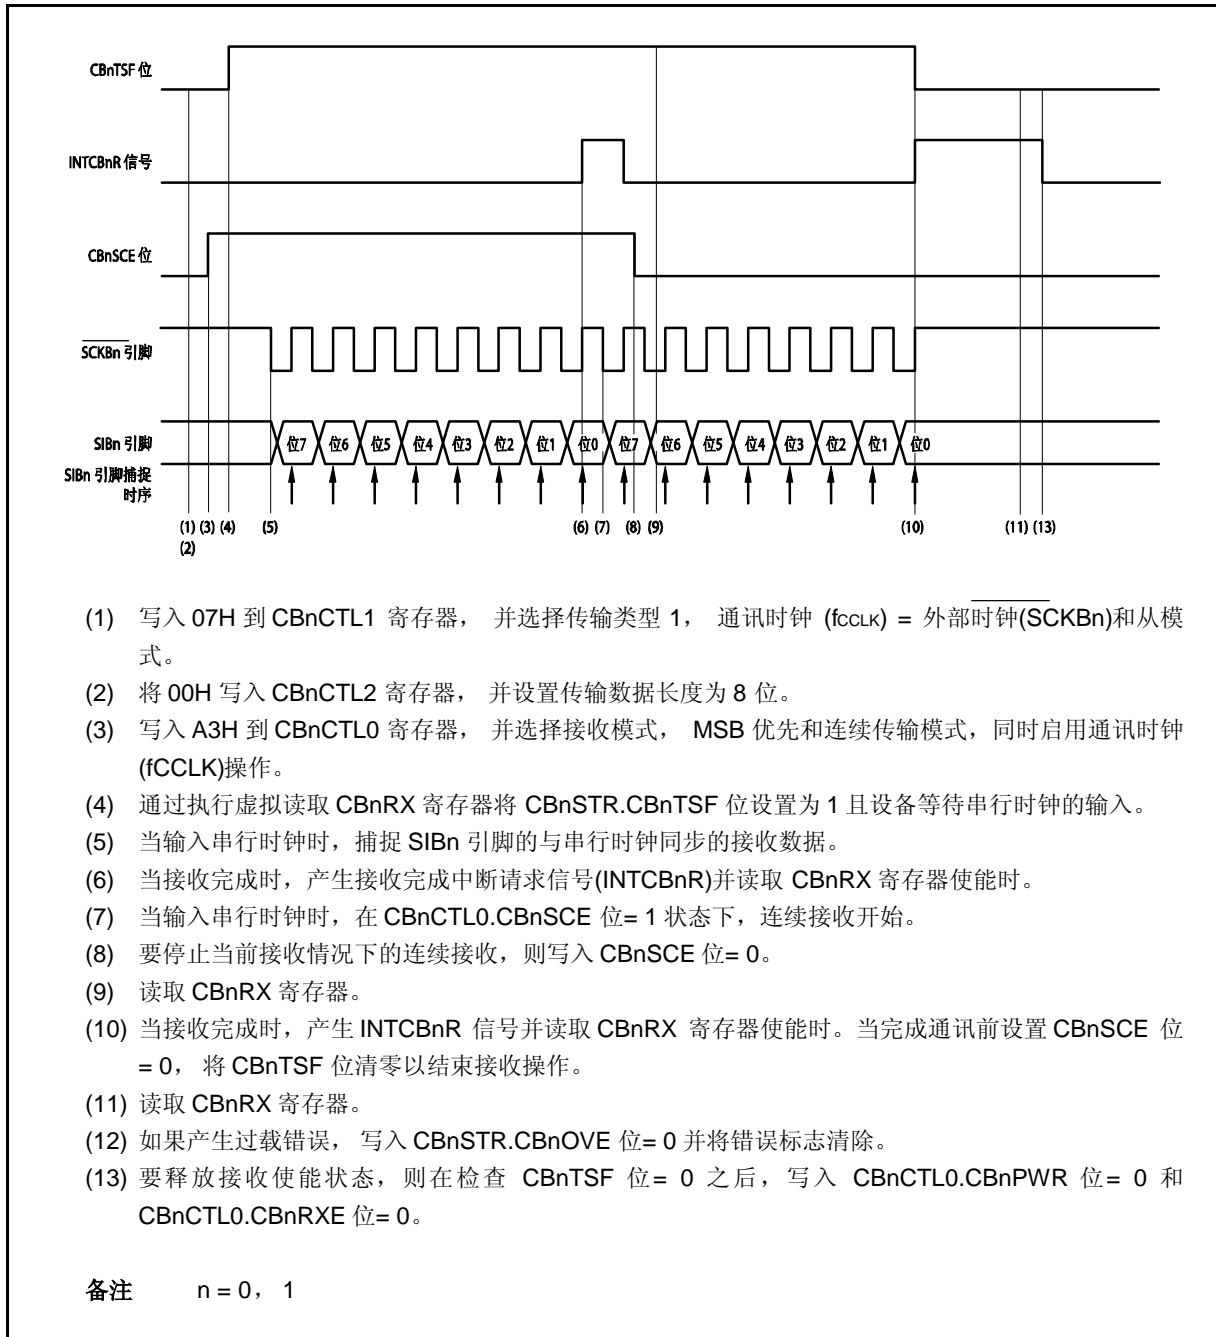 CBnTSF 位
INTCBnR 信号
CBnSCE 位
SCKBn 引脚
SIBn 引脚
位7 位6 位5 位4 位3 位2 位1 位0 位7 位6 位5 位4 位3 位2 位1 位0
SIBn 引脚捕捉
时序
(1) (3) (4) (5) (6) (7) (8) (9) (10) (11) (13)
(2)
(1) 写入 07H 到 CBnCTL1 寄存器， 并选择传输类型 1， 通讯时钟 (fCCLK) = 外部时钟(SCKBn)和从模
式。
(2) 将 00H 写入 CBnCTL2 寄存器， 并设置传输数据长度为 8 位。
(3) 写入 A3H 到 CBnCTL0 寄存器， 并选择接收模式， MSB 优先和连续传输模式，同时启用通讯时钟
(fCCLK)操作。
(4) 通过执行虚拟读取 CBnRX 寄存器将 CBnSTR.CBnTSF 位设置为 1 且设备等待串行时钟的输入。
(5) 当输入串行时钟时，捕捉 SIBn 引脚的与串行时钟同步的接收数据。
(6) 当接收完成时，产生接收完成中断请求信号(INTCBnR)并读取 CBnRX 寄存器使能时。
(7) 当输入串行时钟时，在 CBnCTL0.CBnSCE 位= 1 状态下，连续接收开始。
(8) 要停止当前接收情况下的连续接收，则写入 CBnSCE 位= 0。
(9) 读取 CBnRX 寄存器。
(10) 当接收完成时，产生 INTCBnR 信号并读取 CBnRX 寄存器使能时。当完成通讯前设置 CBnSCE 位
= 0， 将 CBnTSF 位清零以结束接收操作。
(11) 读取 CBnRX 寄存器。
(12) 如果产生过载错误， 写入 CBnSTR.CBnOVE 位= 0 并将错误标志清除。
(13) 要释放接收使能状态，则在检查 CBnTSF 位= 0 之后，写入 CBnCTL0.CBnPWR 位= 0 和
CBnCTL0.CBnRXE 位= 0。
备注 n = 0， 1